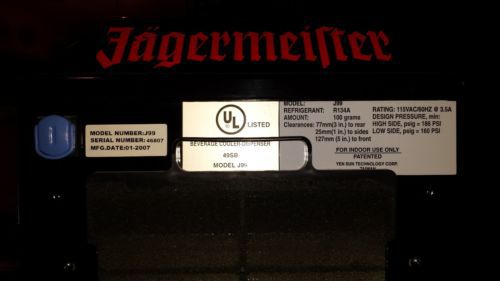 Jägermeister
MODEL NUMBER:J99
SERIAL NUMBER:46807
MFG.DATE:01-2007
UL LISTED
BEVERAGE COOLER-DISPENSER
49SB
MODEL J99
MODEL: J99
REFRIGERANT: R134A
AMOUNT: 100 grams
Clearances: 77mm(3 in.) to rear
25mm(1 in.) to sides
127mm (5 in.) to front
RATING: 115VAC/60HZ @ 3.5A
DESIGN PRESSURE, min:
HIGH SIDE, psig = 186 PSI
LOW SIDE, psig = 160 PSI
FOR INDOOR USE ONLY
PATENTED
YEN SUN TECHNOLOGY CORP.
TAIWAN